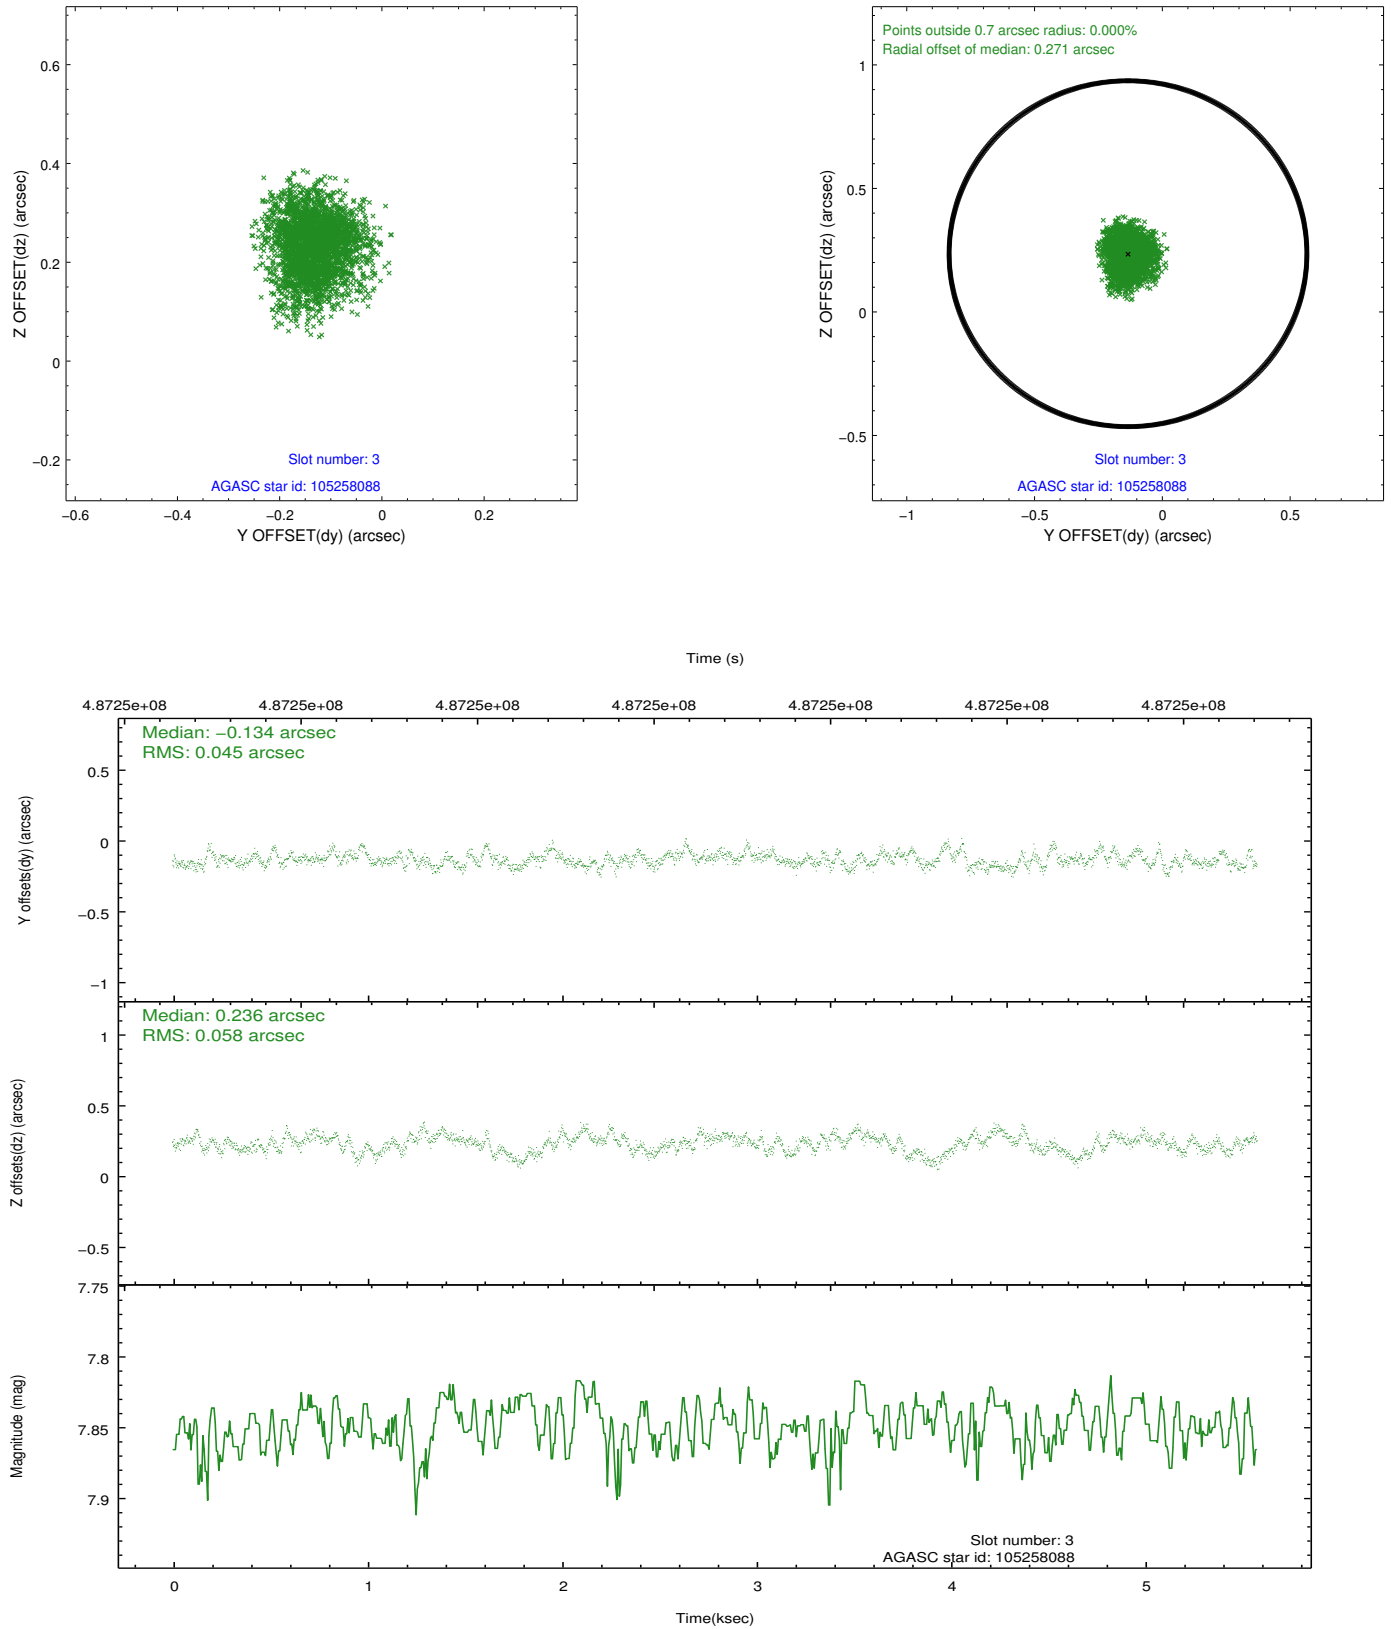 0.6
0.4
0.2
0
−0.2
Z OFFSET(dz) (arcsec)
Slot number: 3
AGASC star id: 105258088
−0.6
−0.4
−0.2
0
0.2
Y OFFSET(dy) (arcsec)
Points outside 0.7 arcsec radius: 0.000%
Radial offset of median: 0.271 arcsec
1
0.5
0
−0.5
Z OFFSET(dz) (arcsec)
Slot number: 3
AGASC star id: 105258088
−1
−0.5
0
0.5
Y OFFSET(dy) (arcsec)
Time (s)
4.8725e+08
4.8725e+08
4.8725e+08
4.8725e+08
4.8725e+08
4.8725e+08
4.8725e+08
Median: −0.134 arcsec
RMS: 0.045 arcsec
0.5
0
−0.5
−1
Y offsets(dy) (arcsec)
Median: 0.236 arcsec
RMS: 0.058 arcsec
1
0.5
0
−0.5
Z offsets(dz) (arcsec)
7.75
7.8
7.85
7.9
Magnitude (mag)
Slot number: 3
AGASC star id: 105258088
0
1
2
3
4
5
Time(ksec)